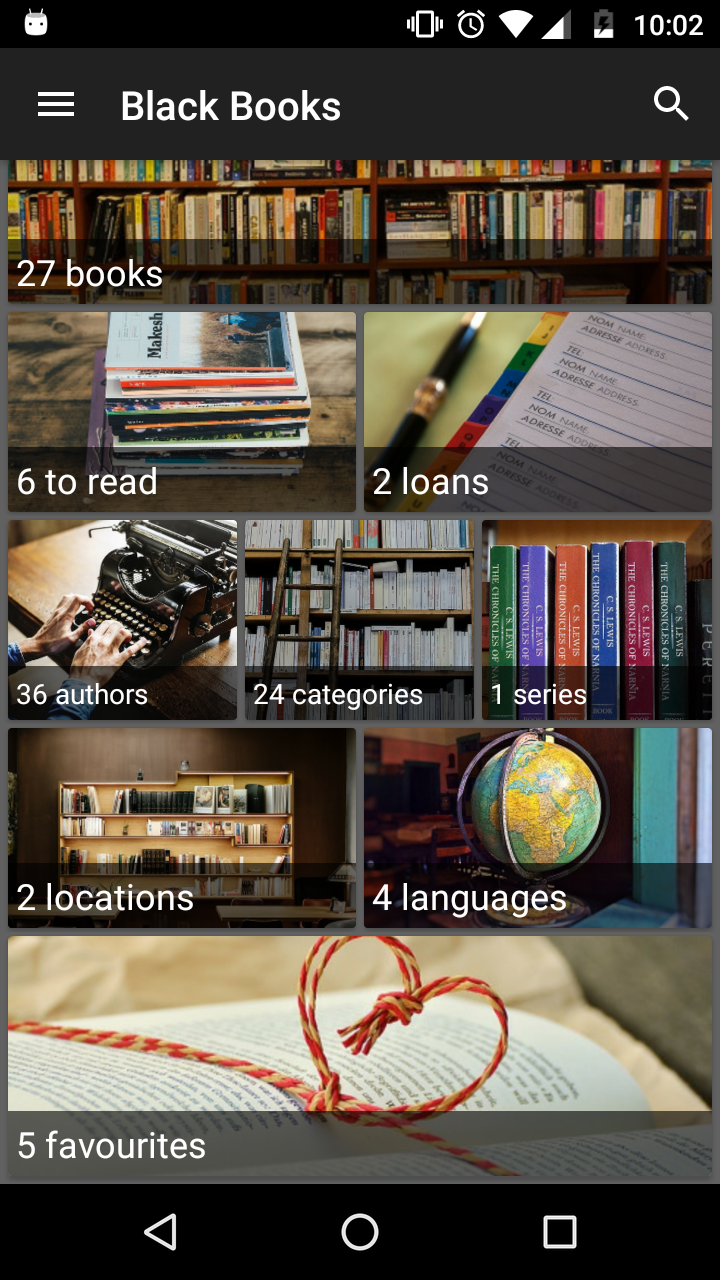 10:02
Black Books
27 books
Makesh
6 to read
NOM NAME
ADRESSE ADDRESS
TEL
NOM NAME
ADRESSE ADDRESS
TEL
NOM NAME
ADRESSE ADDRESS
TEL
NOM NAME
ADRESSE ADDRESS
2 loans
36 authors
24 categories
C. S. LEWIS
THE CHRONICLES OF NARNIA
C. S. LEWIS
THE CHRONICLES OF NARNIA
C. S. LEWIS
THE CHRONICLES OF NARNIA
C. S. LEWIS
THE CHRONICLES OF NARNIA
BOOK
C. S. LEWIS
THE CHRONICLES OF NARNIA
BOOK
C. S. LEWIS
THE CHRONICLES OF NARNIA
BOOK
1 series
2 locations
4 languages
5 favourites